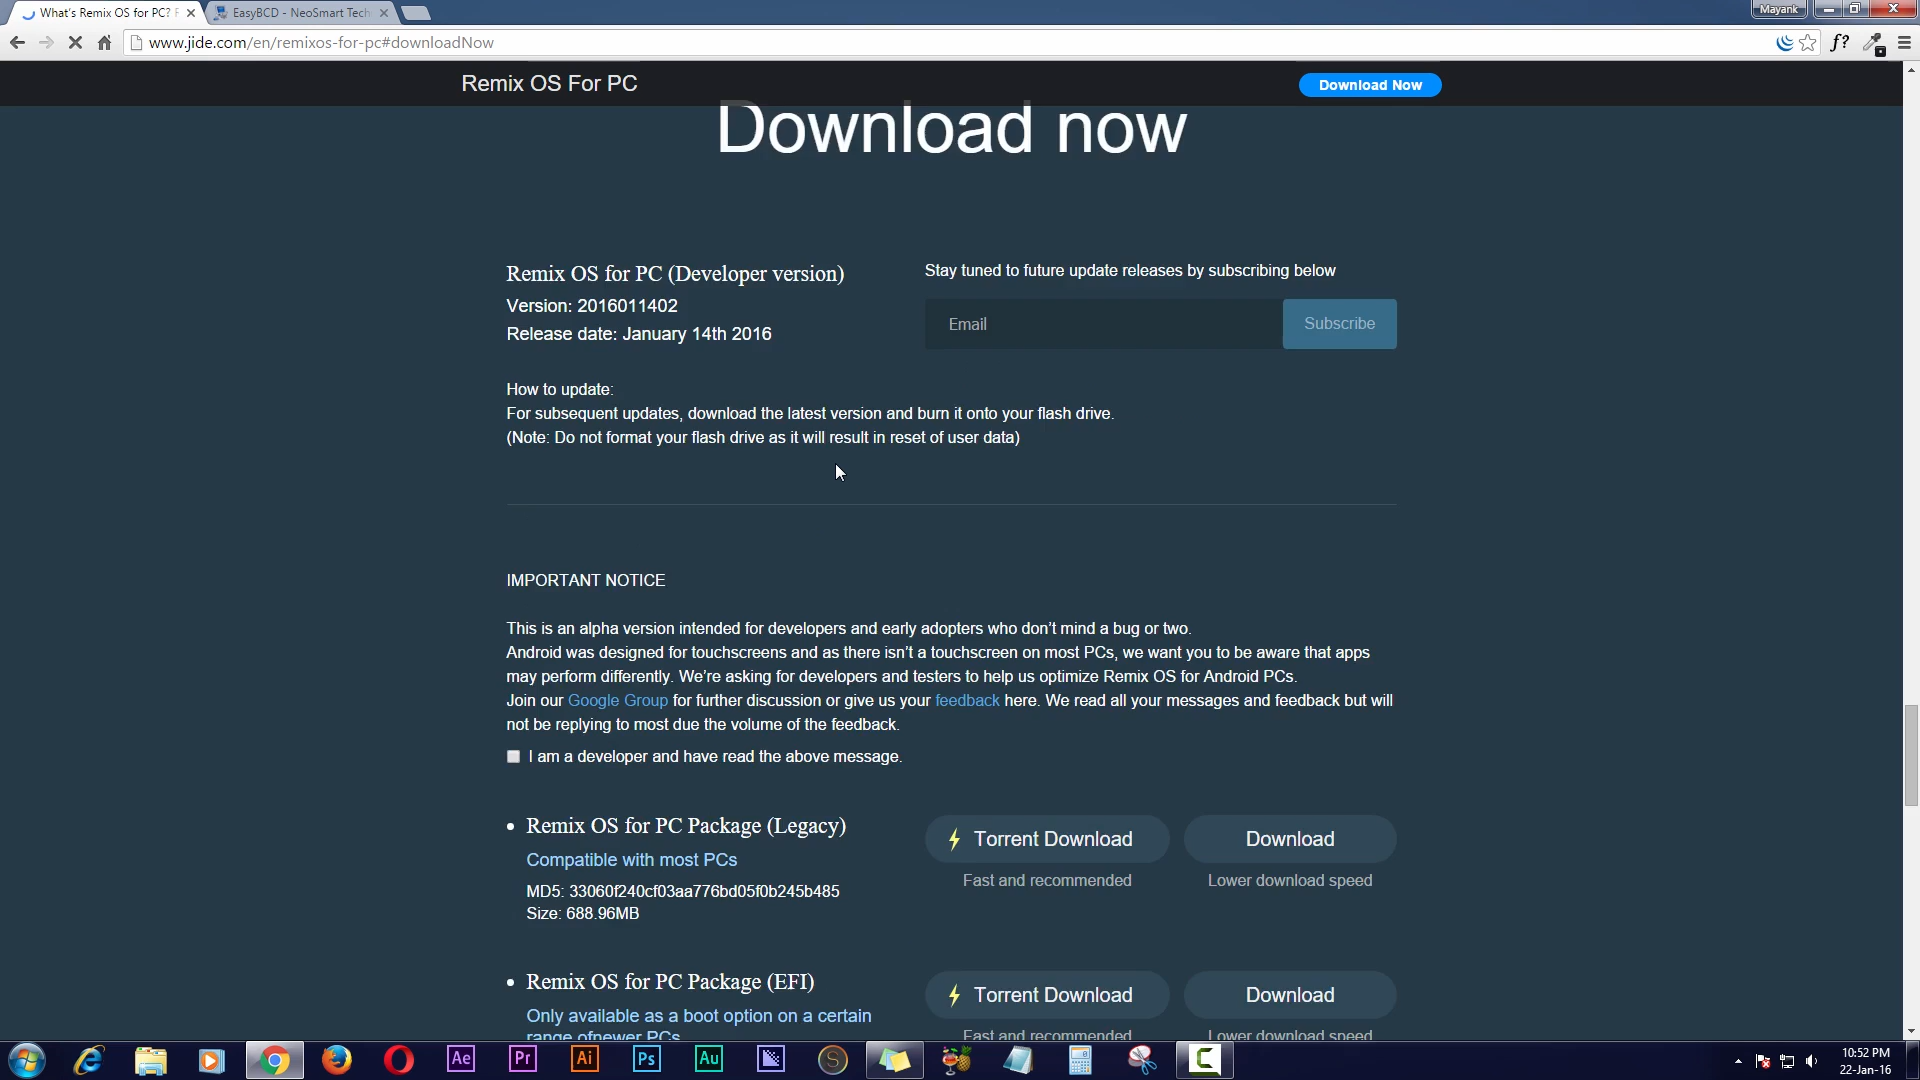 What's Remix OS for PC? F
EasyBCD - NeoSmart Tech
Mayank
www.jide.com/en/remixos-for-pc#downloadNow
f?
Remix OS For PC
Download Now
Download now
Remix OS for PC (Developer version)
Version: 2016011402
Release date: January 14th 2016
Stay tuned to future update releases by subscribing below
Email
Subscribe
How to update:
For subsequent updates, download the latest version and burn it onto your flash drive.
(Note: Do not format your flash drive as it will result in reset of user data)
IMPORTANT NOTICE
This is an alpha version intended for developers and early adopters who don't mind a bug or two.
Android was designed for touchscreens and as there isn't a touchscreen on most PCs, we want you to be aware that apps
may perform differently. We're asking for developers and testers to help us optimize Remix OS for Android PCs.
Join our Google Group for further discussion or give us your feedback here. We read all your messages and feedback but will
not be replying to most due the volume of the feedback.
I am a developer and have read the above message.
Remix OS for PC Package (Legacy)
Compatible with most PCs
MD5: 33060f240cf03aa776bd05f0b245b485
Size: 688.96MB
Torrent Download
Fast and recommended
Download
Lower download speed
Remix OS for PC Package (EFI)
Only available as a boot option on a certain
range ofnewer PCs
Torrent Download
Fast and recommended
Download
Lower download speed
Ae
Pr
Ai
Ps
Au
S
C
10:52 PM
22-Jan-16